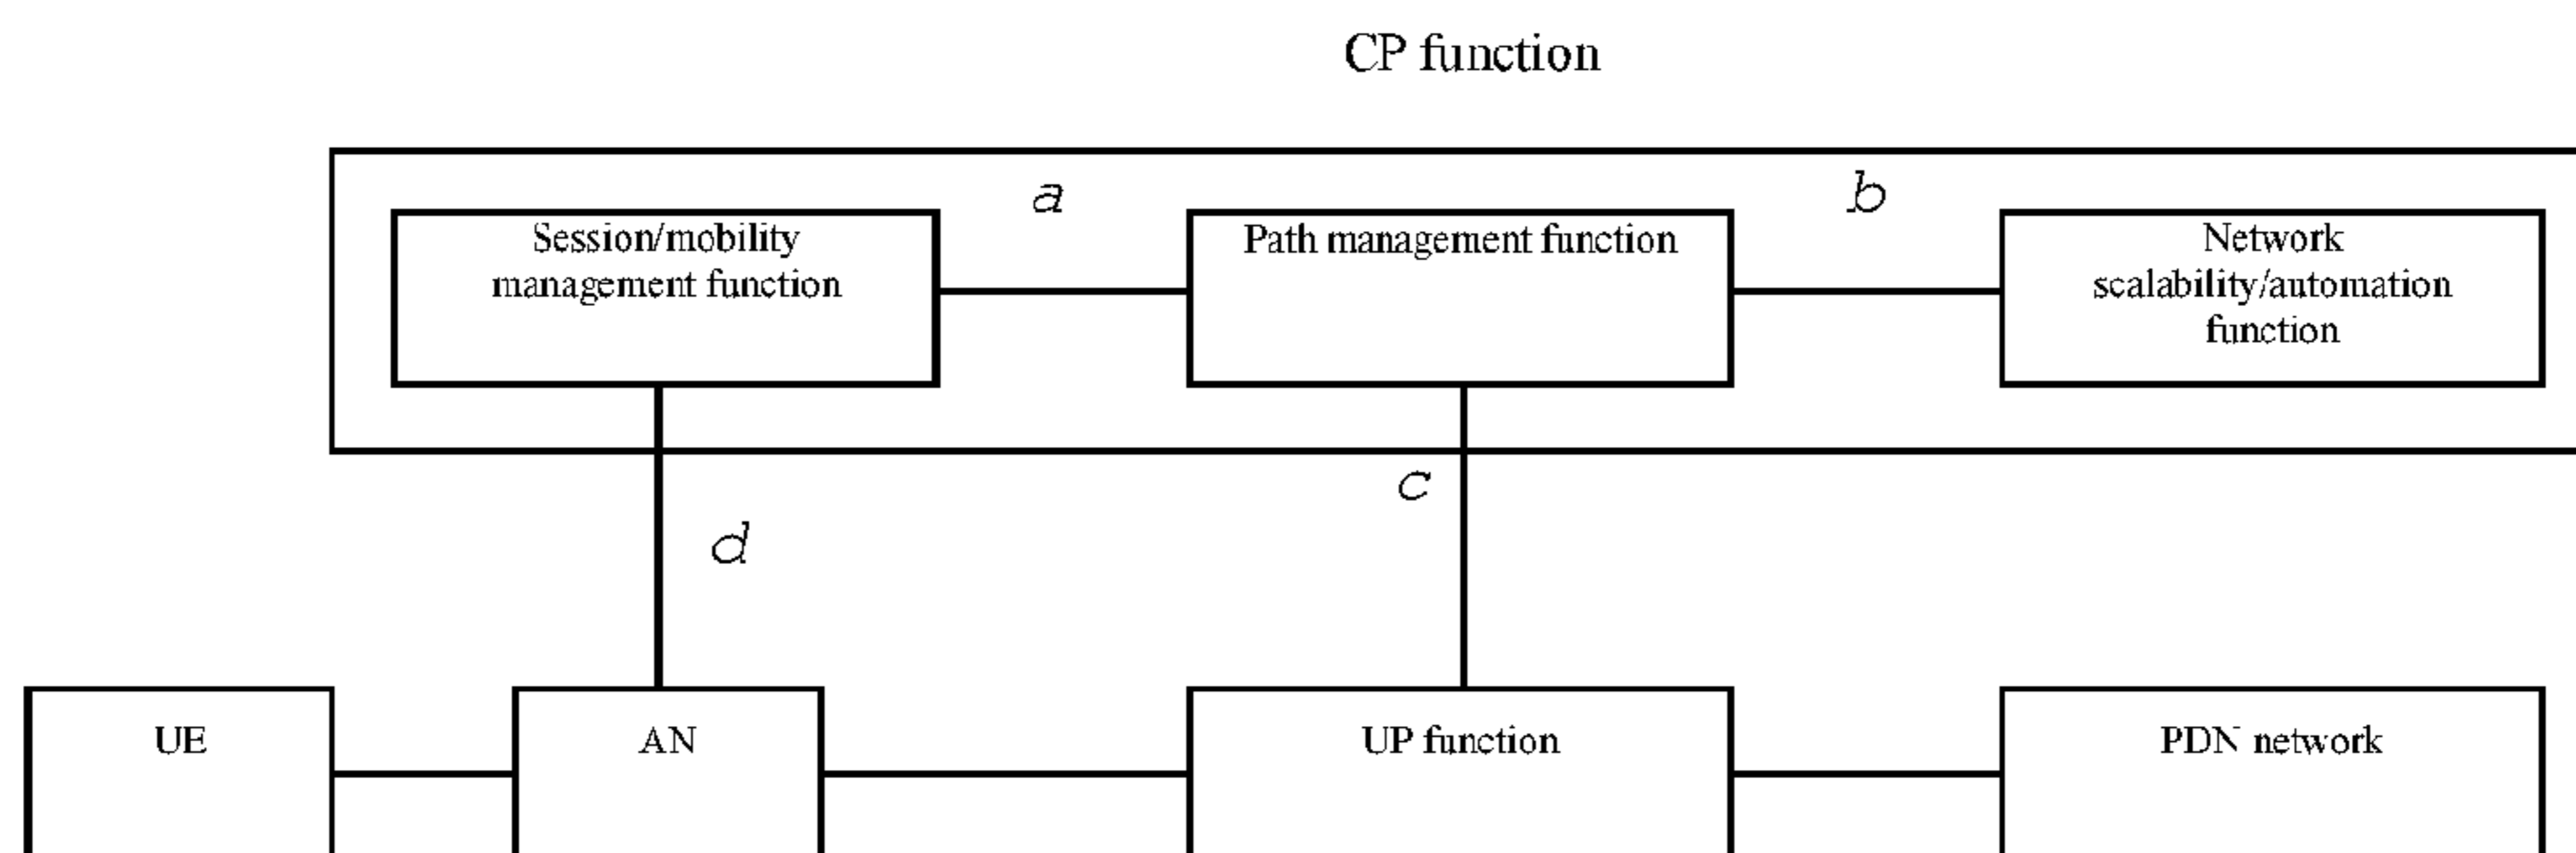 CP function
a
b
Session/mobility
management function
Path management function
Network
scalability/automation
function
c
d
UE
AN
UP function
PDN network